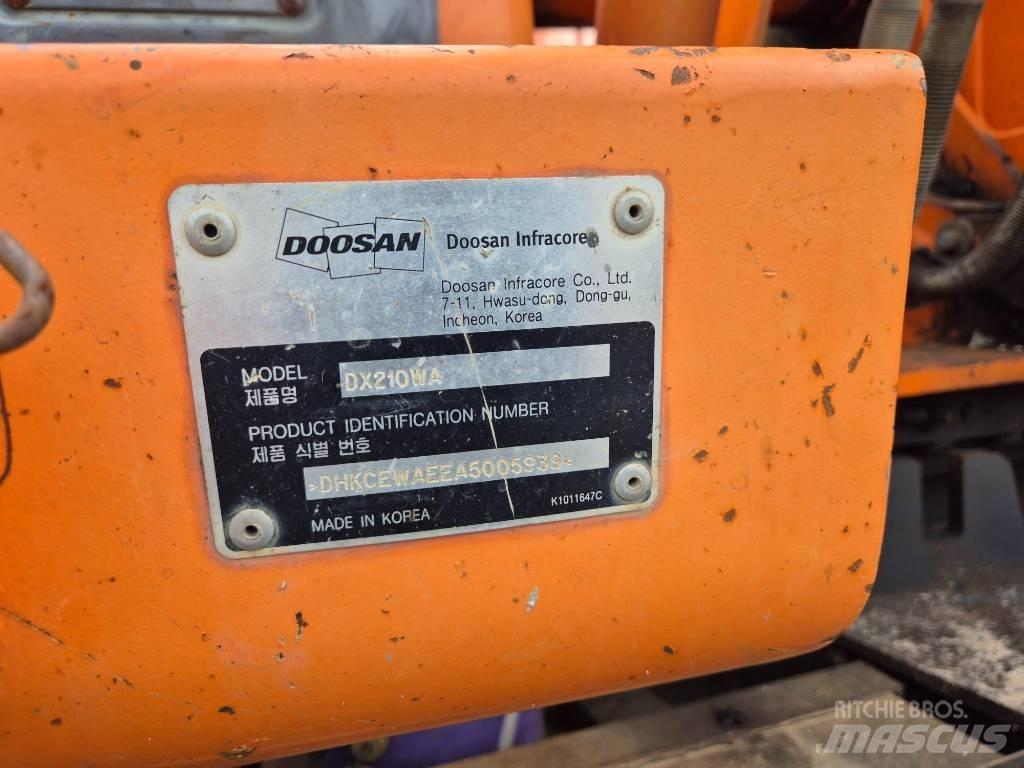 DOOSAN Doosan Infracore
Doosan Infracore Co., Ltd.
7-11, Hwasu-dong, Dong-gu,
Incheon, Korea
MODEL
제품명
DX210WA
PRODUCT IDENTIFICATION NUMBER
제품 식별 번호
>DHKCEWAEEA5005939<
MADE IN KOREA
K1011647C
RITCHIE BROS.
MASCUS